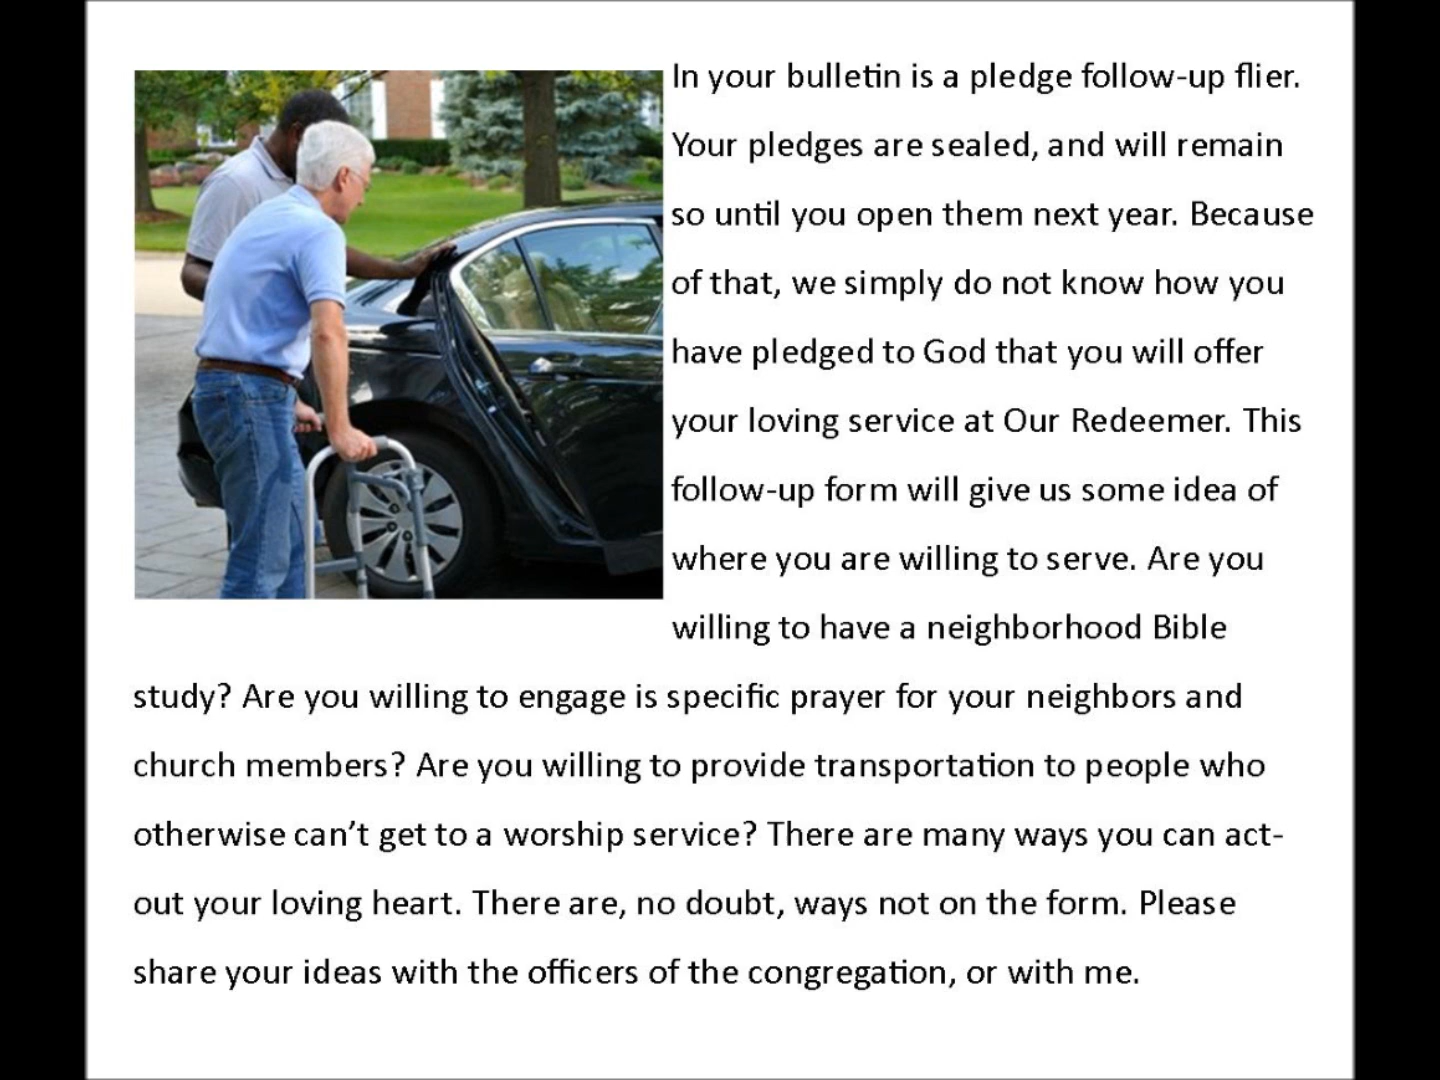 In your bulletin is a pledge follow-up flier.
Your pledges are sealed, and will remain
so until you open them next year. Because
of that, we simply do not know how you
have pledged to God that you will offer
your loving service at Our Redeemer. This
follow-up form will give us some idea of
where you are willing to serve. Are you
willing to have a neighborhood Bible
study? Are you willing to engage is specific prayer for your neighbors and
church members? Are you willing to provide transportation to people who
otherwise can’t get to a worship service? There are many ways you can act-
out your loving heart. There are, no doubt, ways not on the form. Please
share your ideas with the officers of the congregation, or with me.